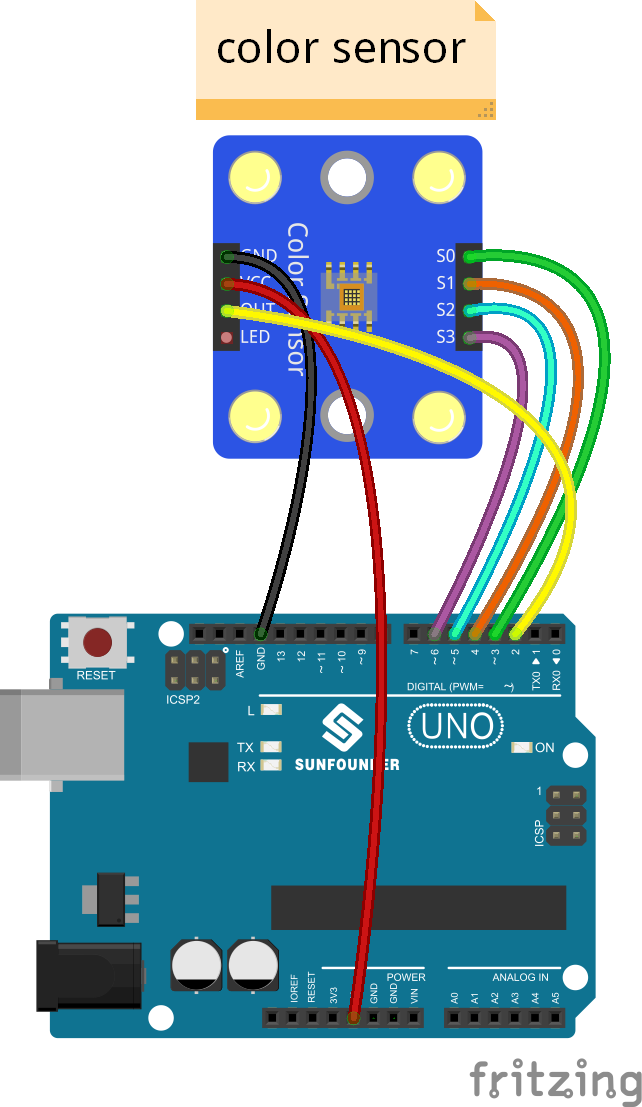 color sensor
GND
VCC
OUT
LED
Color Sensor
S0
S1
S2
S3
RESET
ICSP2
AREF
GND
13
12
~11
~10
~9
7
~6
~5
4
~3
2
TX0 ▶ 1
RX0 ◀ 0
DIGITAL (PWM= ~)
L
TX
RX
SUNFOUNDER
UNO
ON
1
ICSP
POWER
ANALOG IN
IOREF
RESET
3V3
GND
GND
VIN
A0
A1
A2
A3
A4
A5
fritzing